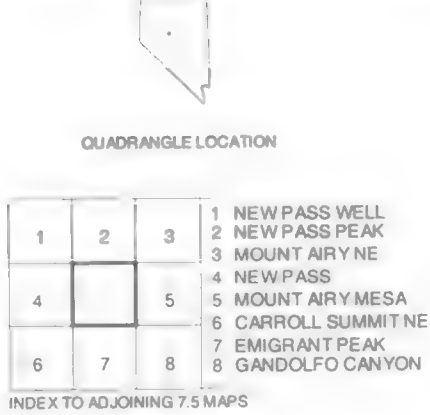 QUADRANGLE LOCATION
1 2 3
4 5
6 7 8
1 NEW PASS WELL
2 NEW PASS PEAK
3 MOUNT AIRY NE
4 NEW PASS
5 MOUNT AIRY MESA
6 CARROLL SUMMIT NE
7 EMIGRANT PEAK
8 GANDOLFO CANYON
INDEX TO ADJOINING 7.5 MAPS